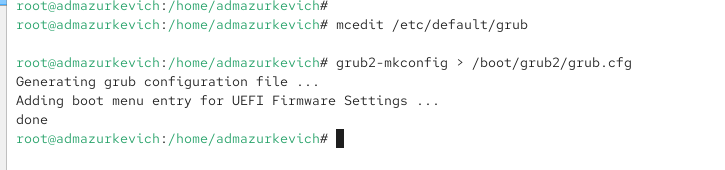 root@admazurkevich:/home/admazurkevich#
root@admazurkevich:/home/admazurkevich# mcedit /etc/default/grub
root@admazurkevich:/home/admazurkevich# grub2-mkconfig > /boot/grub2/grub.cfg
Generating grub configuration file ...
Adding boot menu entry for UEFI Firmware Settings ...
done
root@admazurkevich:/home/admazurkevich#